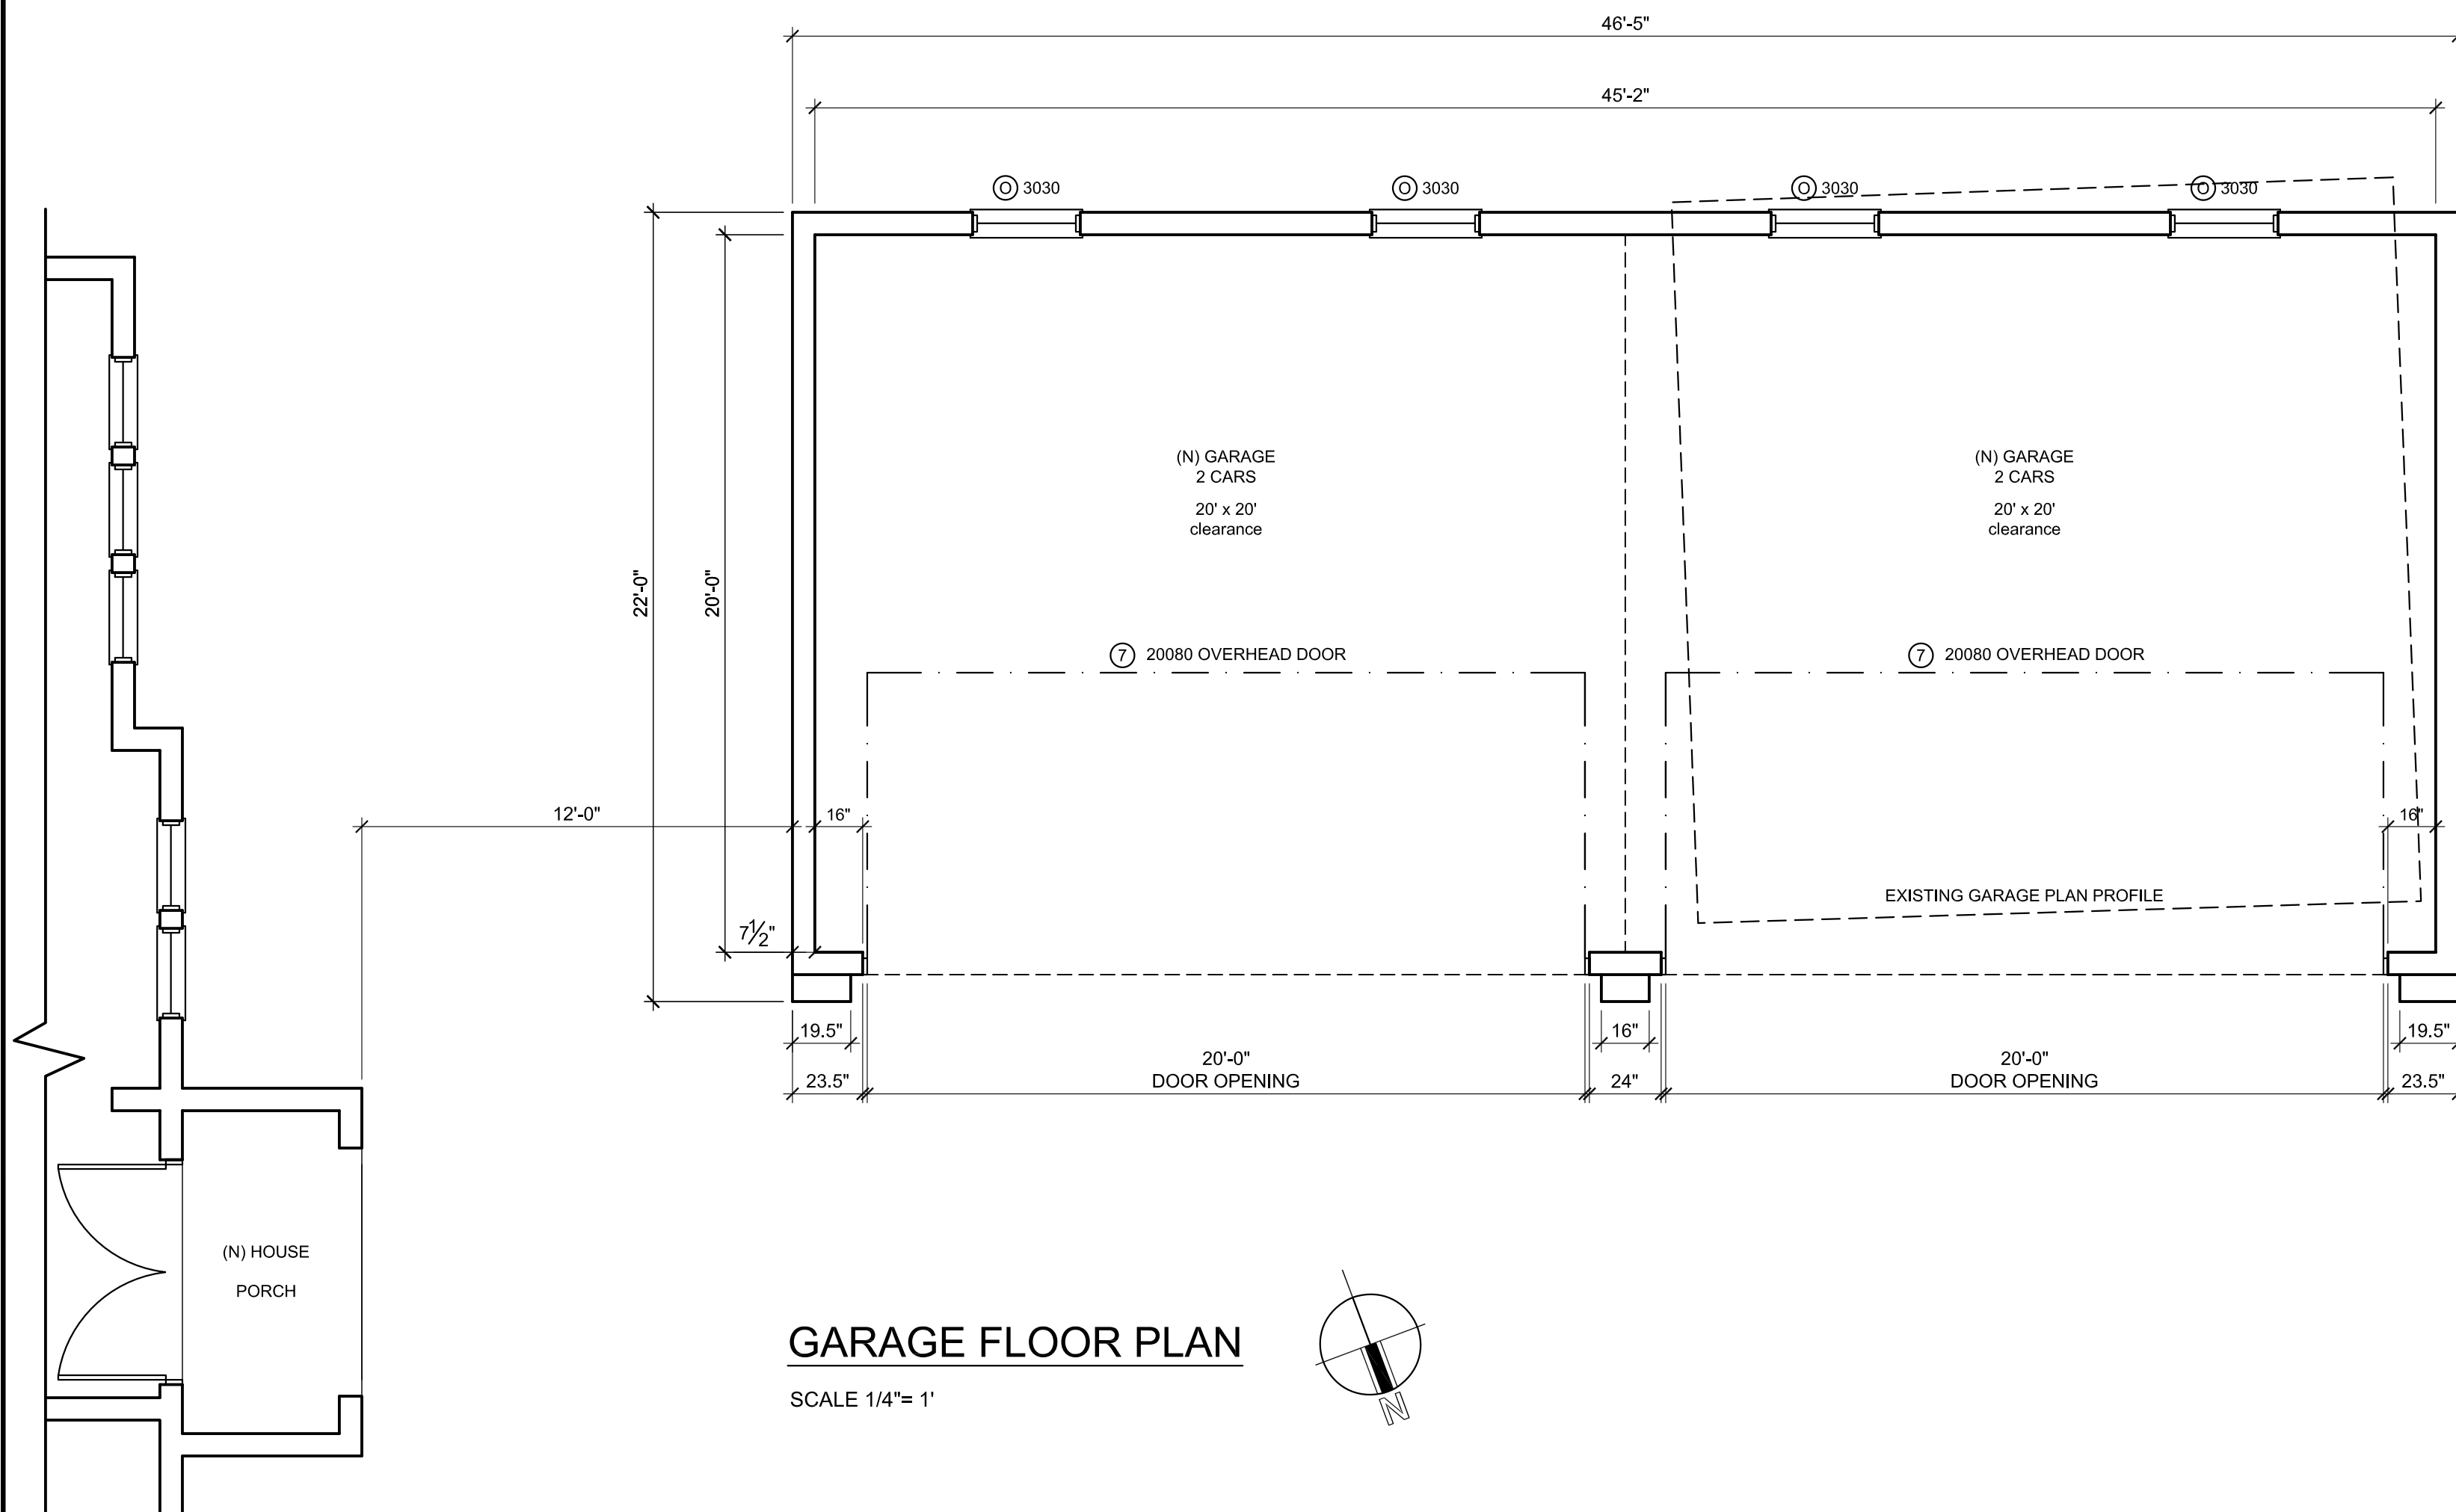 46'-5"
45'-2"
O 3030
O 3030
O 3030
O 3030
(N) GARAGE
2 CARS
20' x 20'
clearance
(N) GARAGE
2 CARS
20' x 20'
clearance
22'-0"
20'-0"
7 20080 OVERHEAD DOOR
7 20080 OVERHEAD DOOR
12'-0"
16"
16"
EXISTING GARAGE PLAN PROFILE
7 1/2"
19.5"
16"
19.5"
20'-0"
DOOR OPENING
20'-0"
DOOR OPENING
23.5"
24"
23.5"
(N) HOUSE
PORCH
GARAGE FLOOR PLAN
SCALE 1/4"= 1'
N